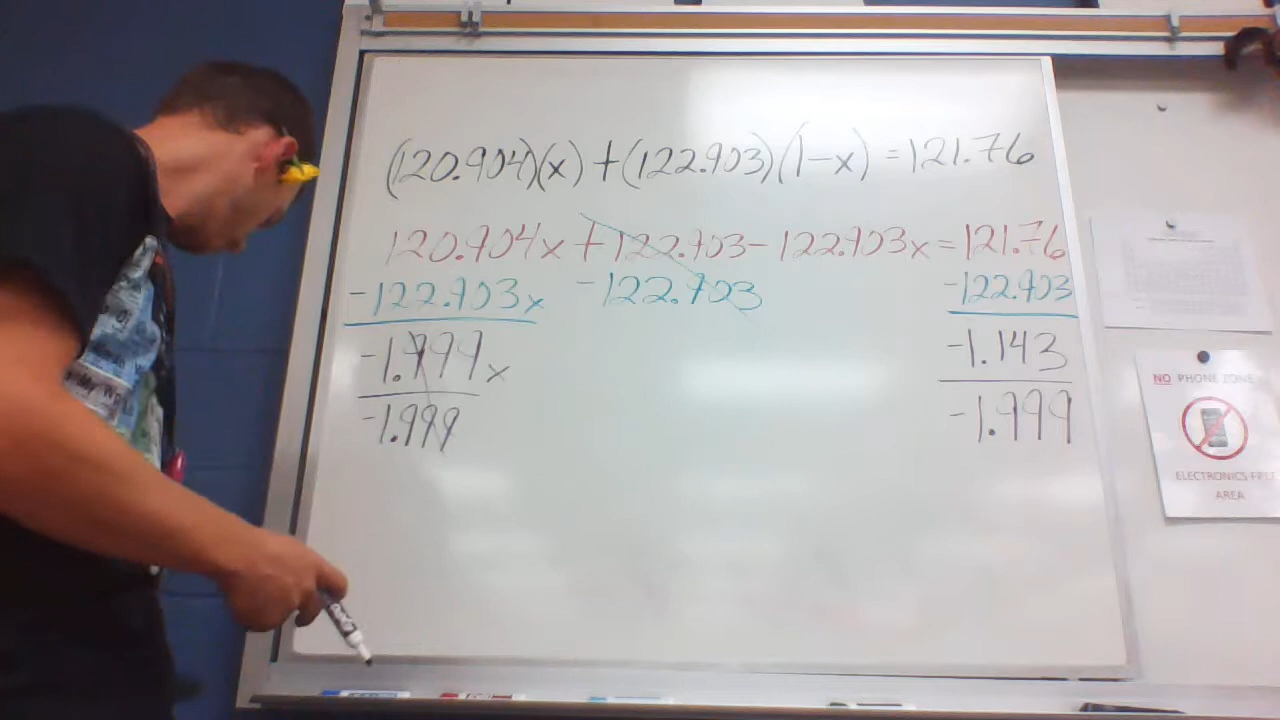 (120.904)(x) + (122.903)(1-x) = 121.76
120.904x + 122.903 - 122.903x = 121.76
-122.903x -122.903 -122.903
-1.999x -1.143
-1.999 -1.999
NO PHONE ZONE
ELECTRONICS FREE
AREA